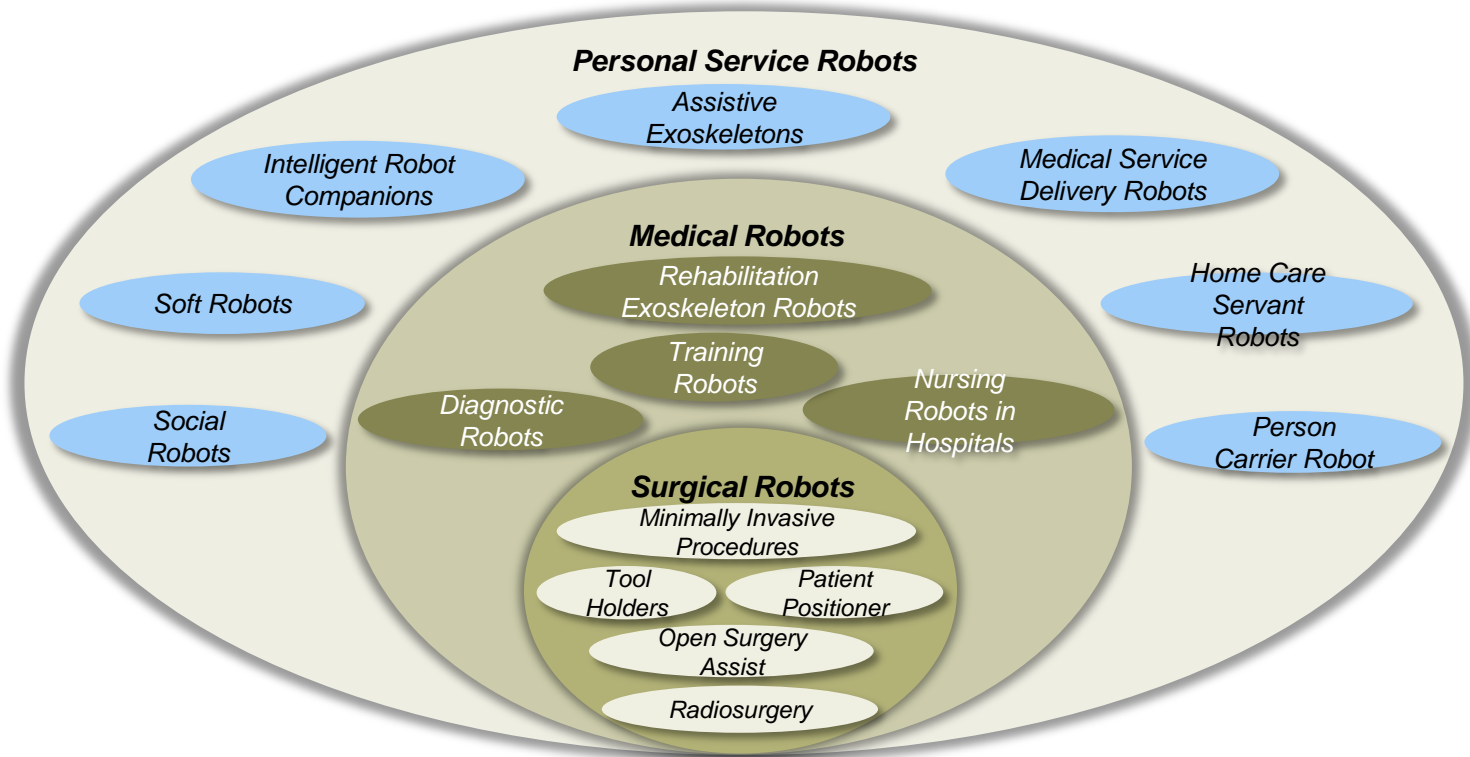 Personal Service Robots
Assistive
Exoskeletons
Intelligent Robot
Companions
Medical Service
Delivery Robots
Medical Robots
Rehabilitation
Exoskeleton Robots
Soft Robots
Home Care
Servant
Robots
Training
Robots
Diagnostic
Robots
Nursing
Robots in
Hospitals
Social
Robots
Person
Carrier Robot
Surgical Robots
Minimally Invasive
Procedures
Tool
Holders
Patient
Positioner
Open Surgery
Assist
Radiosurgery